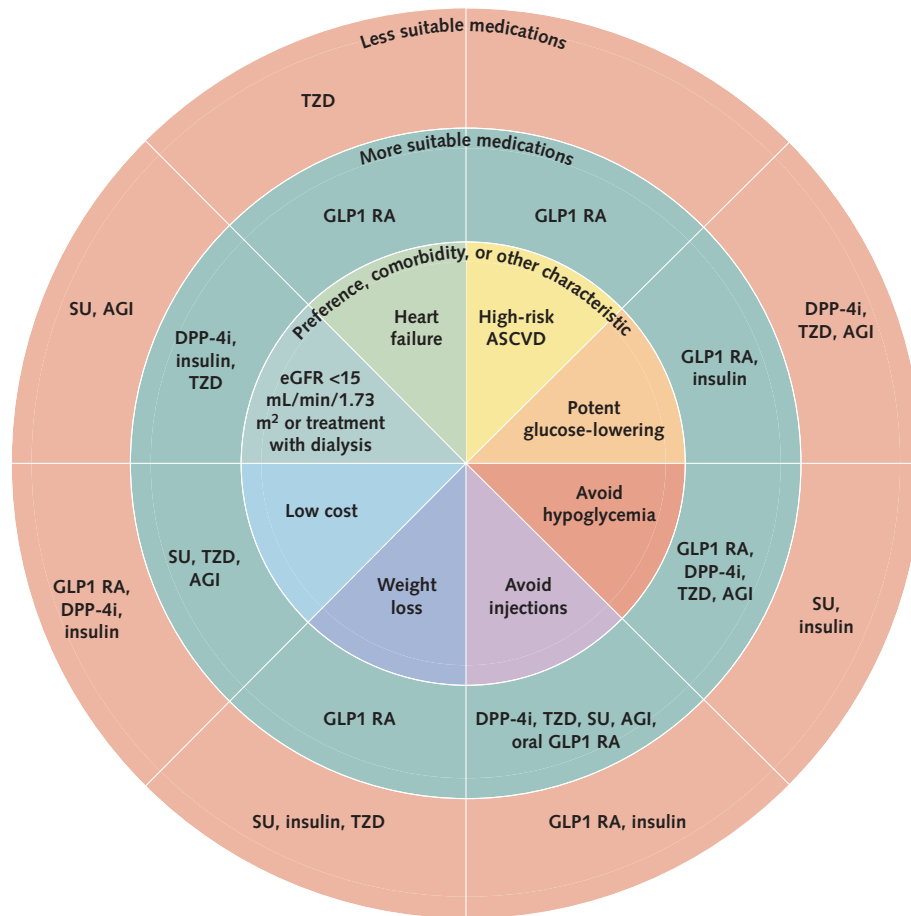 Less suitable medications
TZD
More suitable medications
GLP1 RA
GLP1 RA
Preference, comorbidity, or other characteristic
SU, AGI
DPP-4i,
insulin,
TZD
Heart
failure
High-risk
ASCVD
GLP1 RA,
insulin
DPP-4i,
TZD, AGI
eGFR <15
mL/min/1.73
m² or treatment
with dialysis
Potent
glucose-lowering
Low cost
Avoid
hypoglycemia
SU, TZD,
AGI
GLP1 RA,
DPP-4i,
TZD, AGI
GLP1 RA,
DPP-4i,
insulin
Weight
loss
Avoid
injections
SU,
insulin
GLP1 RA
DPP-4i, TZD, SU, AGI,
oral GLP1 RA
SU, insulin, TZD
GLP1 RA, insulin